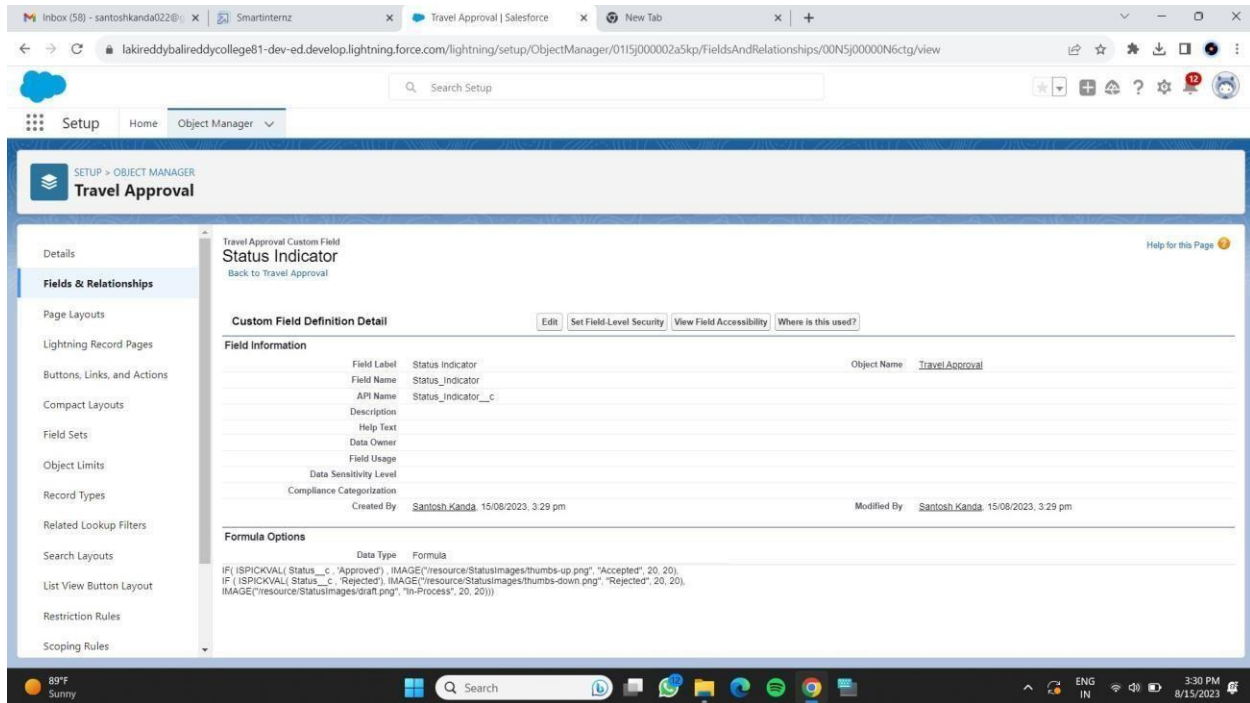 Inbox (58) - santoshkanda022@
Smartinternz
Travel Approval | Salesforce
New Tab
lakireddybalireddycollege81-dev-ed.develop.lightning.force.com/lightning/setup/ObjectManager/01I5j000002a5kp/FieldsAndRelationships/00N5j00000N6ctg/view
Search Setup
12
Setup
Home
Object Manager
SETUP > OBJECT MANAGER
Travel Approval
Details
Fields & Relationships
Page Layouts
Lightning Record Pages
Buttons, Links, and Actions
Compact Layouts
Field Sets
Object Limits
Record Types
Related Lookup Filters
Search Layouts
List View Button Layout
Restriction Rules
Scoping Rules
Travel Approval Custom Field
Status Indicator
Back to Travel Approval
Help for this Page
Custom Field Definition Detail
Edit Set Field-Level Security View Field Accessibility Where is this used?
Field Information
Field Label Status Indicator Object Name Travel Approval
Field Name Status_Indicator
API Name Status_Indicator__c
Description
Help Text
Data Owner
Field Usage
Data Sensitivity Level
Compliance Categorization
Created By Santosh Kanda, 15/08/2023, 3:29 pm Modified By Santosh Kanda, 15/08/2023, 3:29 pm
Formula Options
Data Type Formula
IF( ISPICKVAL( Status__c , 'Approved') , IMAGE("/resource/StatusImages/thumbs-up.png", "Accepted", 20, 20),
IF ( ISPICKVAL( Status__c , 'Rejected'), IMAGE("/resource/StatusImages/thumbs-down.png", "Rejected", 20, 20),
IMAGE("/resource/StatusImages/draft.png", "In-Process", 20, 20)))
89°F
Sunny
Search
ENG
IN
3:30 PM
8/15/2023